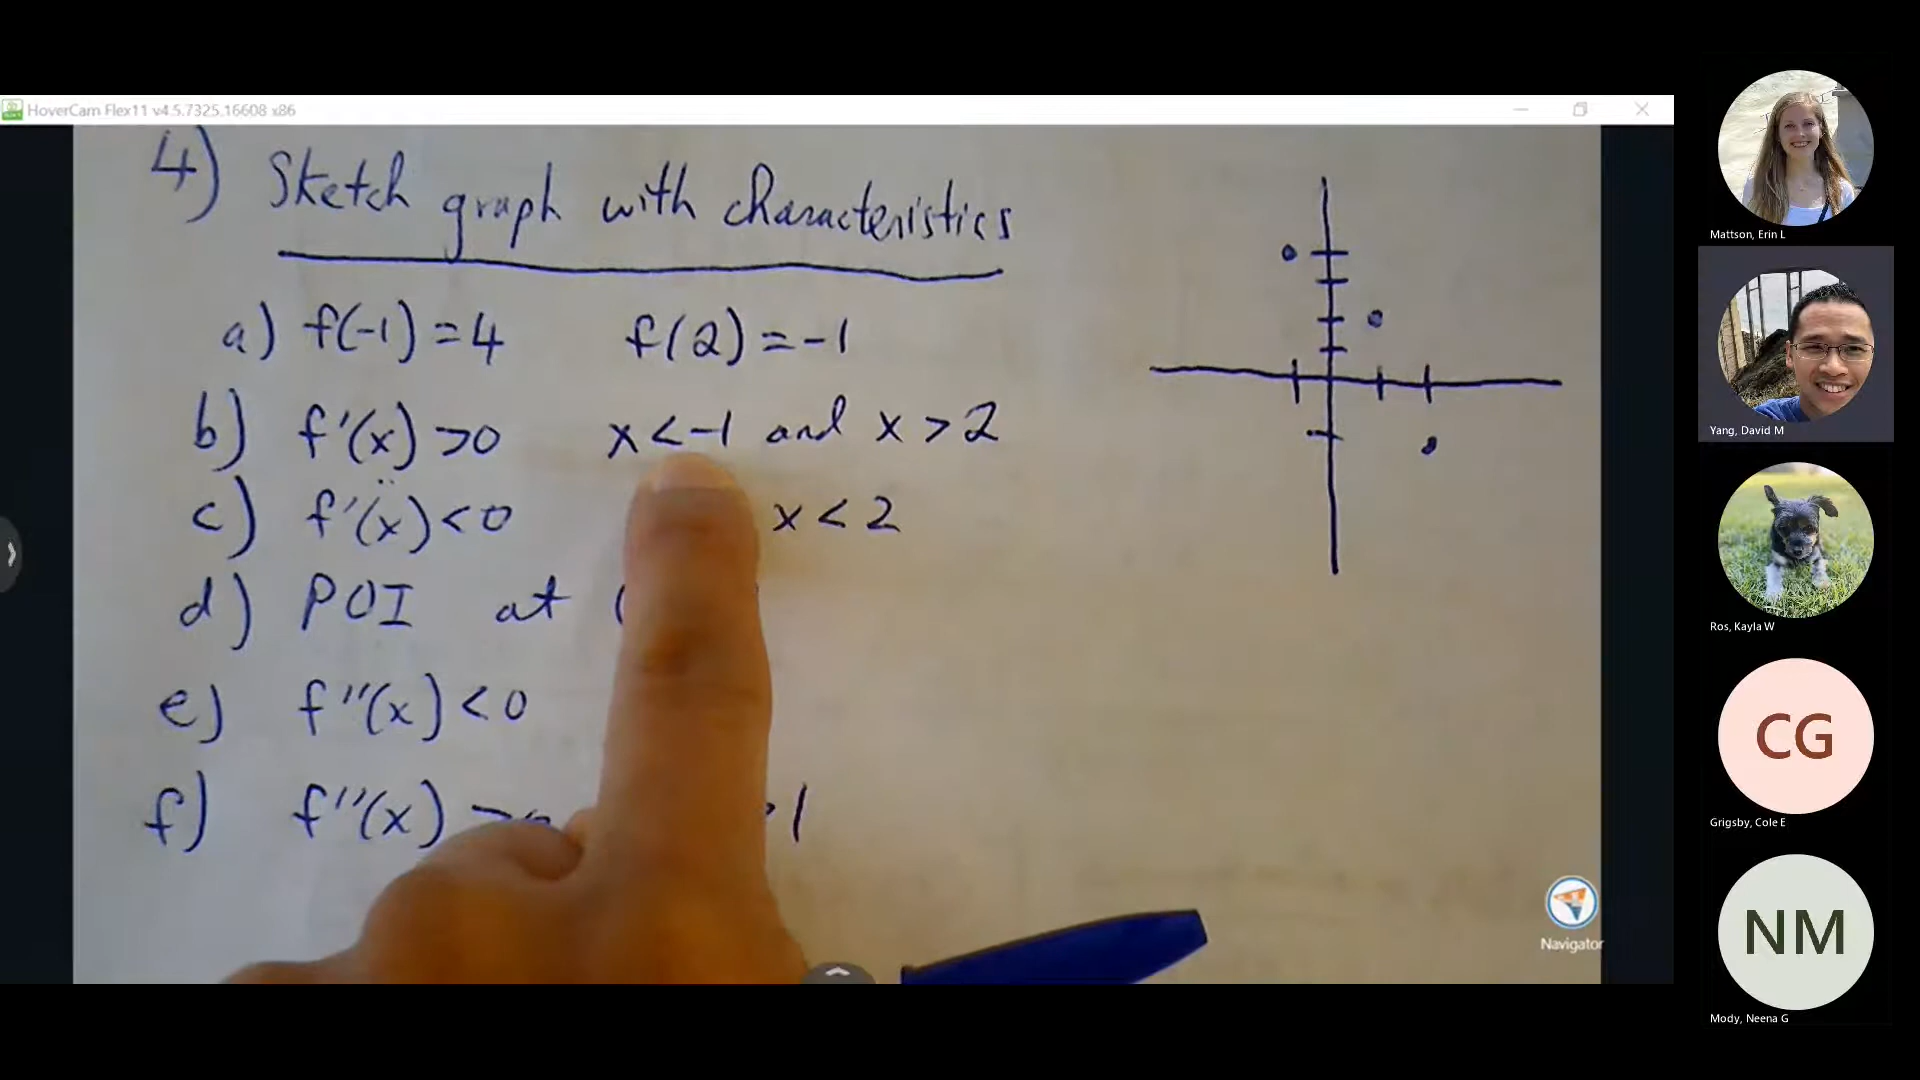 HoverCam Flex11 v4.5.7325.16608 x86
4) Sketch graph with characteristics
a) f(-1) = 4 f(2) = -1
b) f'(x) > 0 x < -1 and x > 2
c) f'(x) < 0 x < 2
d) POI at (
e) f''(x) < 0
f) f''(x) > 1
Navigator
Mattson, Erin L
Yang, David M
Ros, Kayla W
CG
Grigsby, Cole E
NM
Mody, Neena G